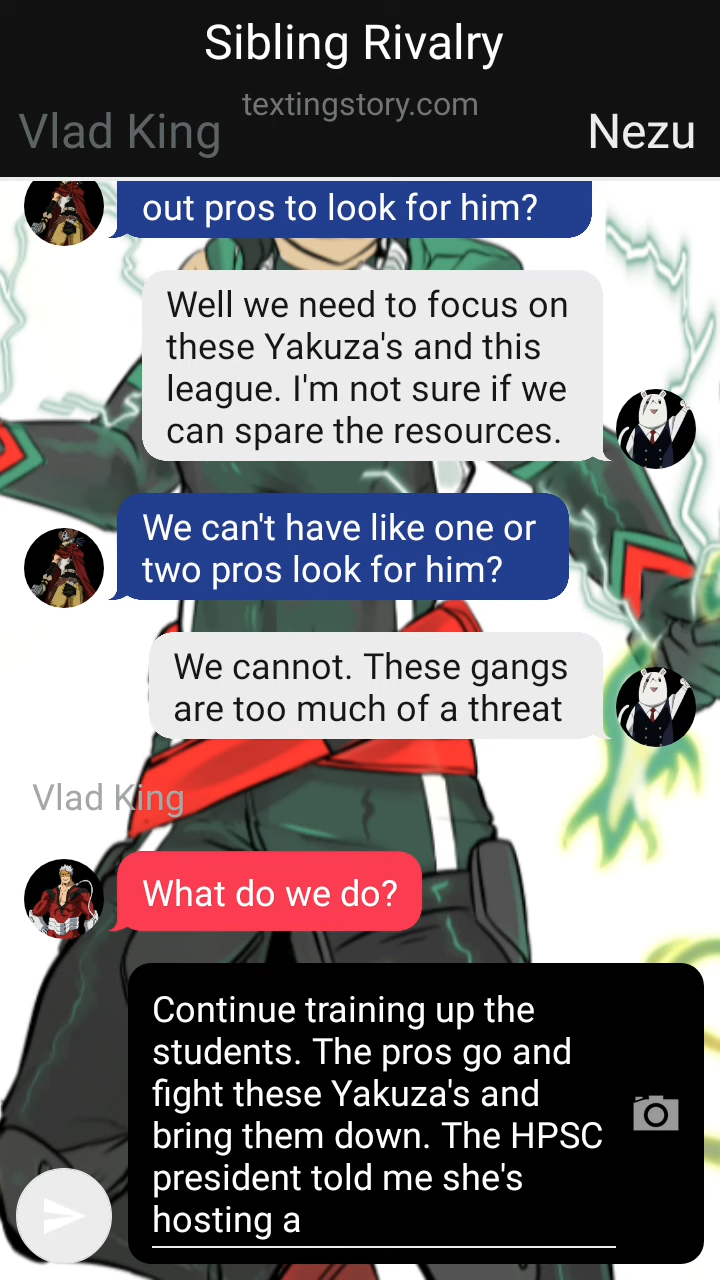 Sibling Rivalry
textingstory.com
Vlad King
Nezu
out pros to look for him?
Well we need to focus on
these Yakuza's and this
league. I'm not sure if we
can spare the resources.
We can't have like one or
two pros look for him?
We cannot. These gangs
are too much of a threat
Vlad King
What do we do?
Continue training up the
students. The pros go and
fight these Yakuza's and
bring them down. The HPSC
president told me she's
hosting a